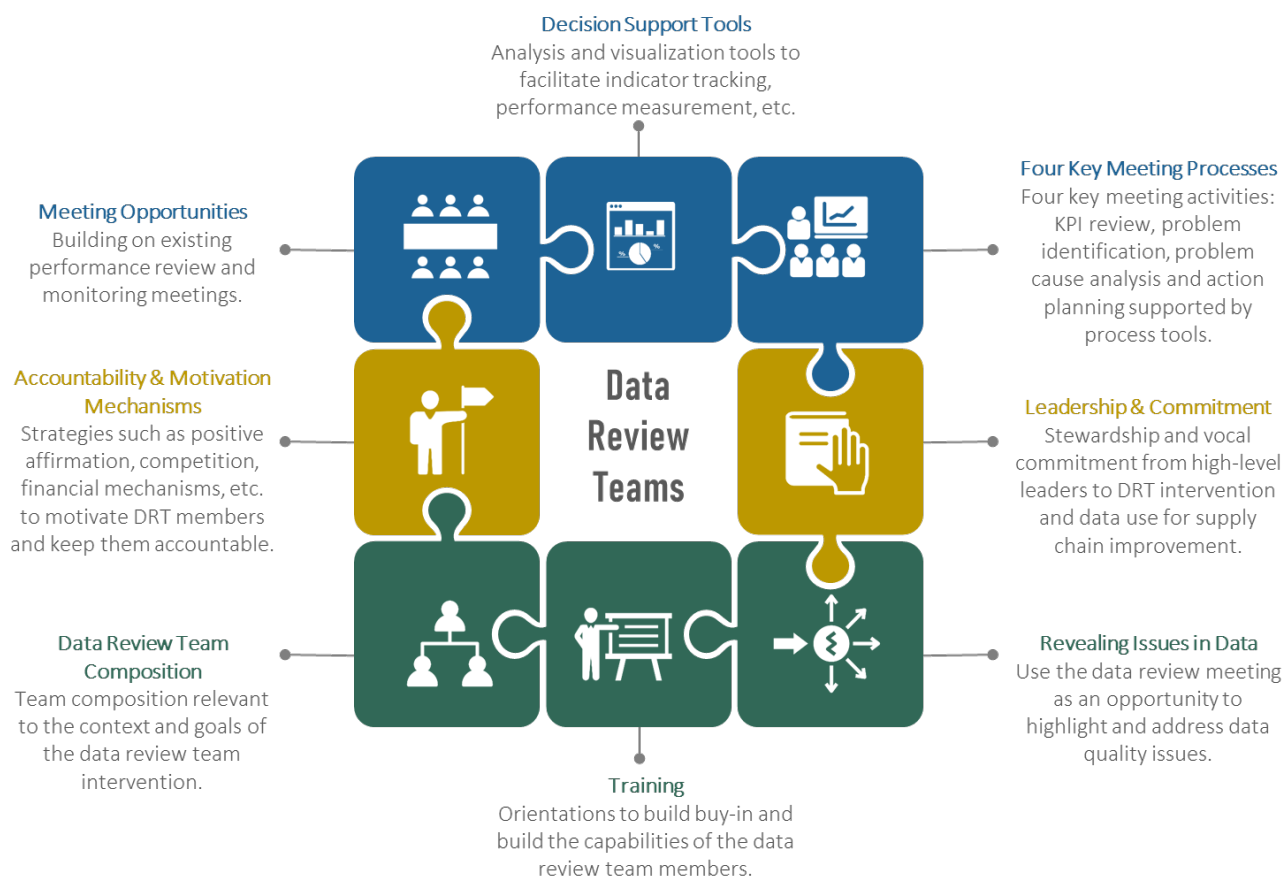 Decision Support Tools
Analysis and visualization tools to
facilitate indicator tracking,
performance measurement, etc.
Meeting Opportunities
Building on existing
performance review and
monitoring meetings.
Four Key Meeting Processes
Four key meeting activities:
KPI review, problem
identification, problem
cause analysis and action
planning supported by
process tools.
% %
Accountability & Motivation
Mechanisms
Strategies such as positive
affirmation, competition,
financial mechanisms, etc.
to motivate DRT members
and keep them accountable.
Data
Review
Teams
Leadership & Commitment
Stewardship and vocal
commitment from high-level
leaders to DRT intervention
and data use for supply
chain improvement.
Data Review Team
Composition
Team composition relevant
to the context and goals of
the data review team
intervention.
Revealing Issues in Data
Use the data review meeting
as an opportunity to
highlight and address data
quality issues.
Training
Orientations to build buy-in and
build the capabilities of the data
review team members.